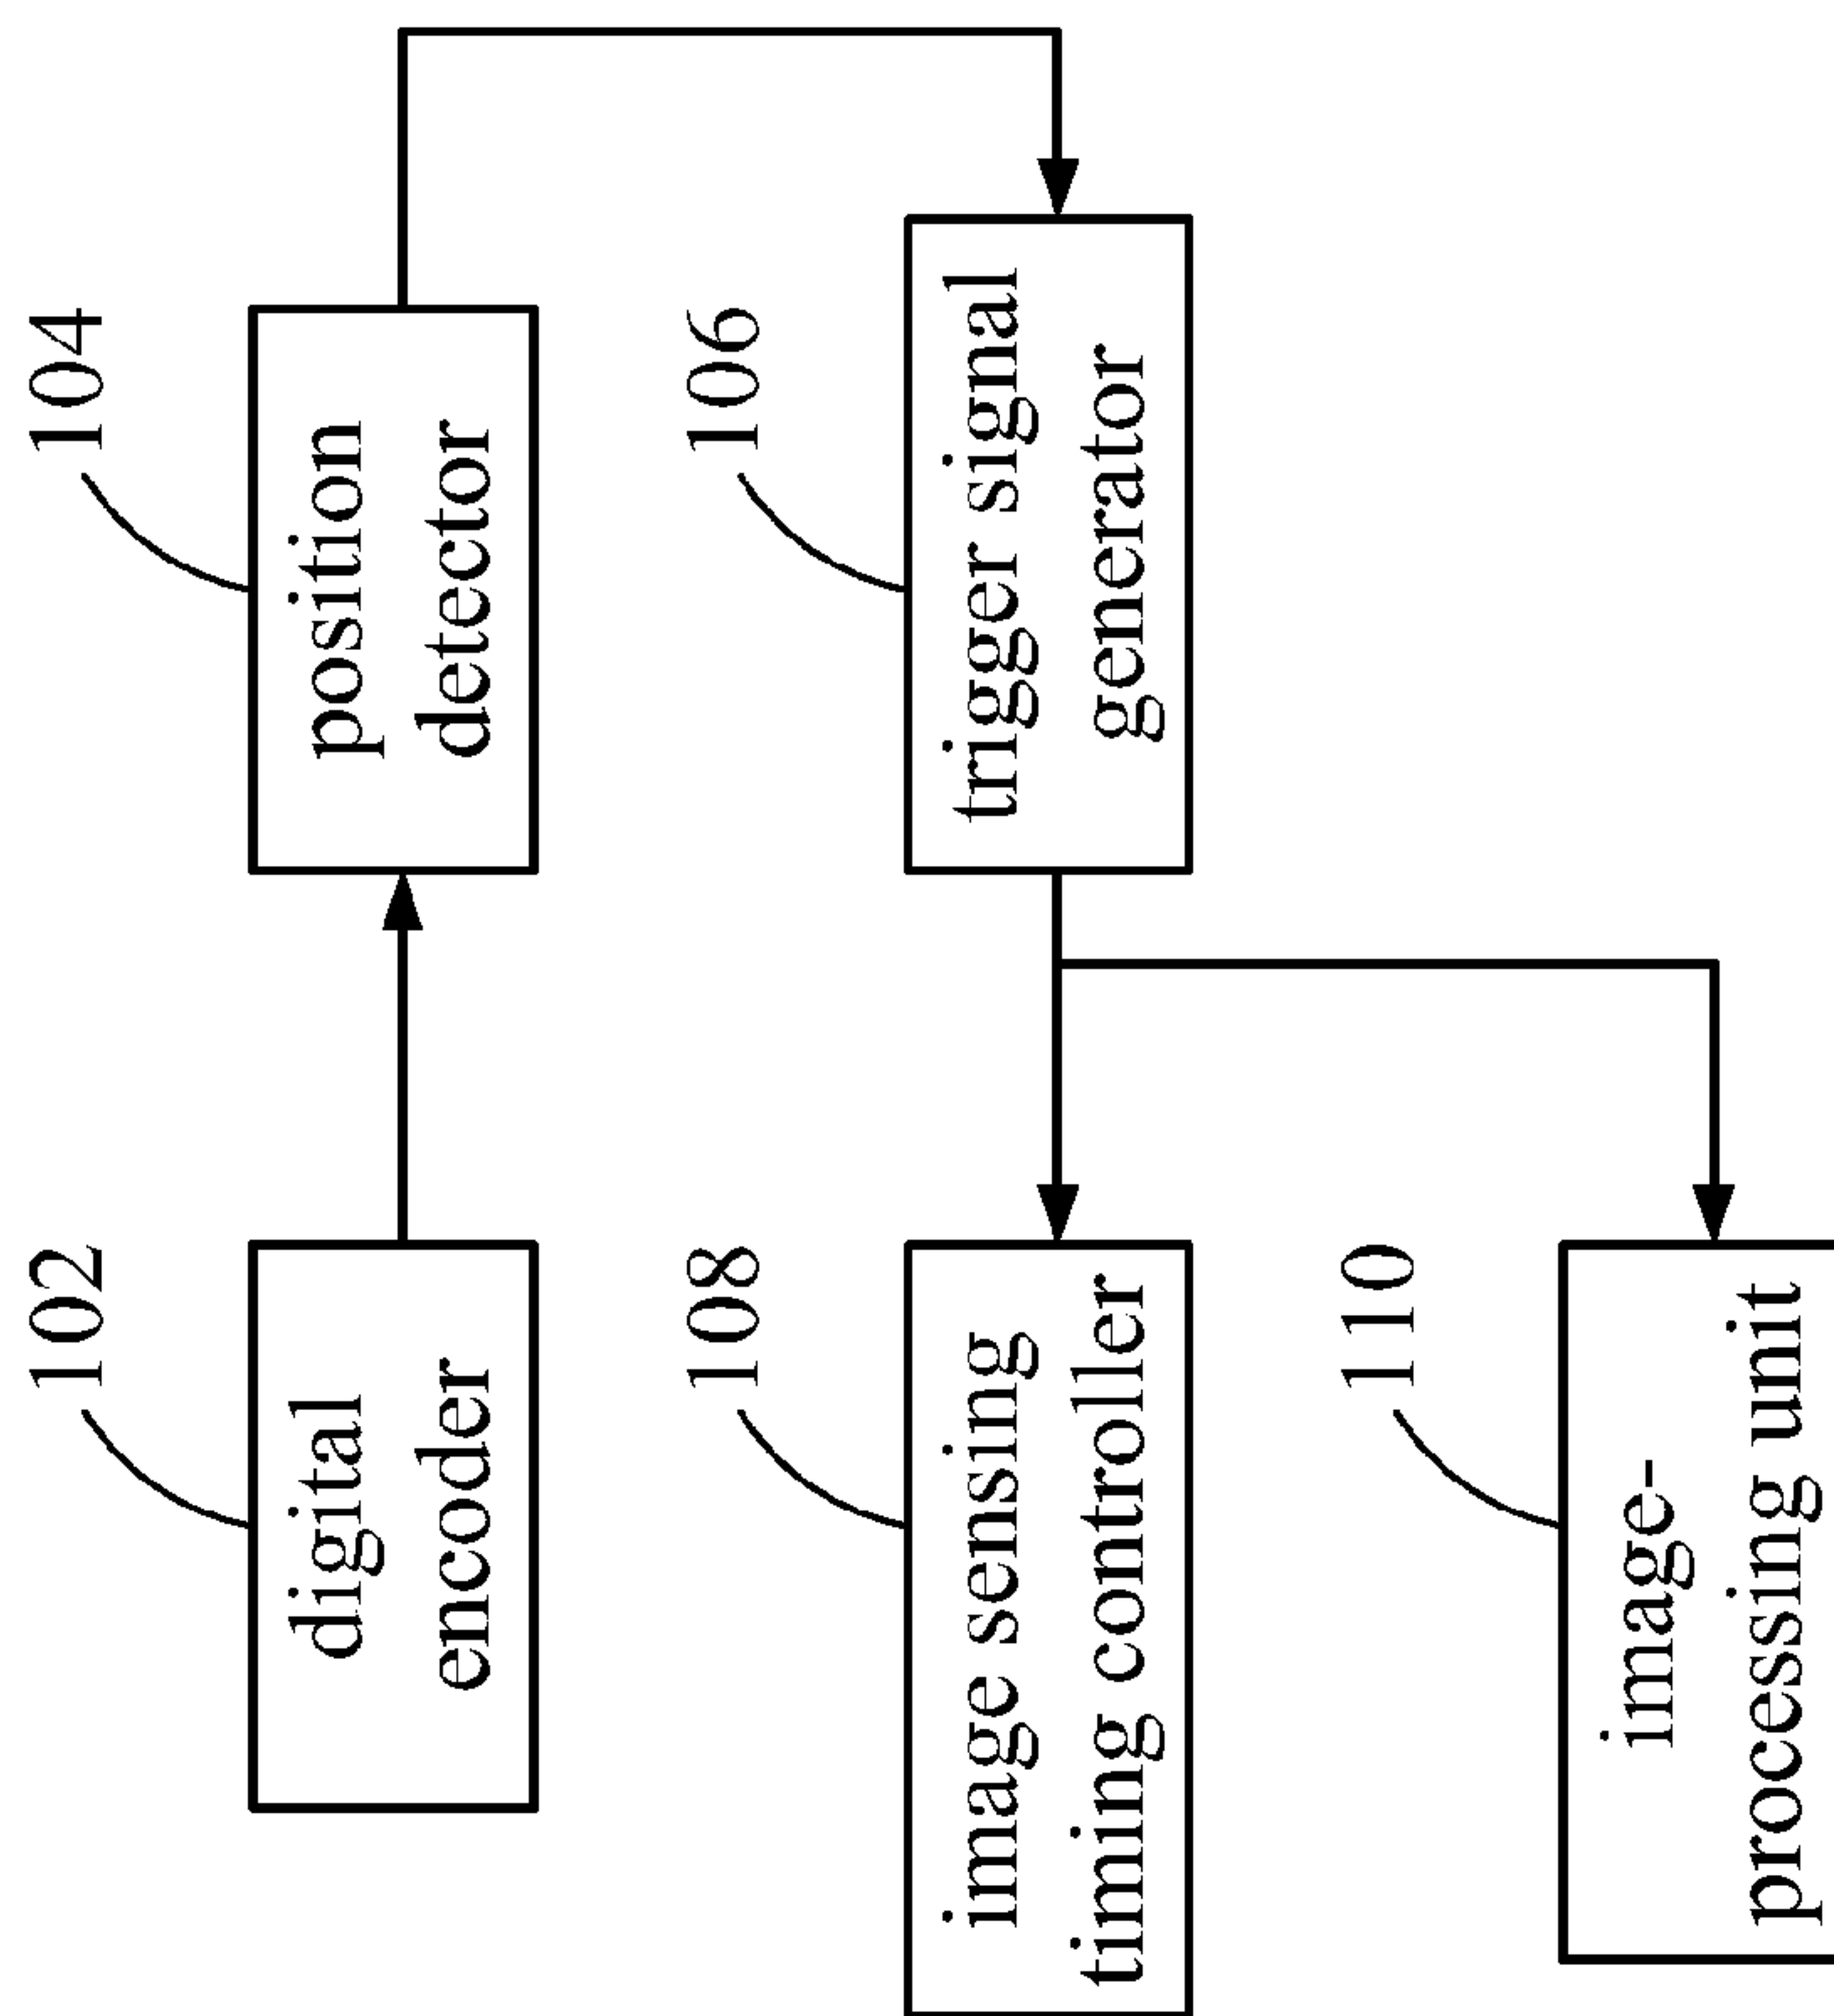 102
digital
encoder
104
position
detector
106
trigger signal
generator
108
image sensing
timing controller
110
image-
processing unit